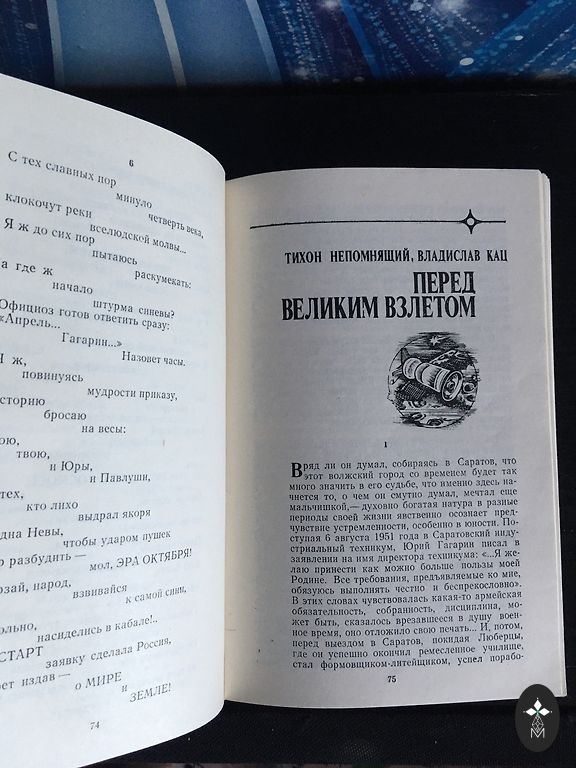 6
С тех славных пор
минуло
четверть века,
клокочут реки
вселюдской молвы...
Я ж до сих пор
пытаюсь
раскумекать:
где ж
начало
штурма синевы?
Официоз готов ответить сразу:
«Апрель...
Гагарин...»
Назовет часы.
Я ж,
повинуясь
мудрости приказу,
бросаю
на весы:
твою,
и Юры,
и Павлуши,
тех,
кто лихо
выдрал якоря
дна Невы,
чтобы ударом пушек
разбудить —
мол, ЭРА ОКТЯБРЯ!
народ,
взвивайся
к самой сини,
насиделись в кабале!..
СТАРТ
заявку сделала Россия,
издав —
о МИРЕ
и
ЗЕМЛЕ!
74
ТИХОН НЕПОМНЯЩИЙ, ВЛАДИСЛАВ КАЦ
ПЕРЕД
ВЕЛИКИМ ВЗЛЕТОМ
1
Вряд ли он думал, собираясь в Саратов, что
этот волжский город со временем будет так
много значить в его судьбе, что именно здесь на-
чнется то, о чем он смутно думал, мечтал еще
мальчишкой,— духовно богатая натура в разные
периоды своей жизни явственно осознает пред-
чувствие устремленности, особенно в юности. По-
ступая 6 августа 1951 года в Саратовский ин-
дустриальный техникум, Юрий Гагарин писал в
заявлении на имя директора техникума: «...Я же-
лаю принести как можно больше пользы моей
Родине. Все требования, предъявляемые ко мне,
обязуюсь выполнять честно и беспрекословно».
В этих словах чувствовалась какая-то армейская
обязательность, собранность, дисциплина, мо-
жет быть, сказалось врезавшееся в душу воен-
ное время, оно отложило свою печать... И, потом,
перед выездом в Саратов, покидая Люберцы,
где он успешно окончил ремесленное училище,
стал формовщиком-литейщиком, успел порабо-
75